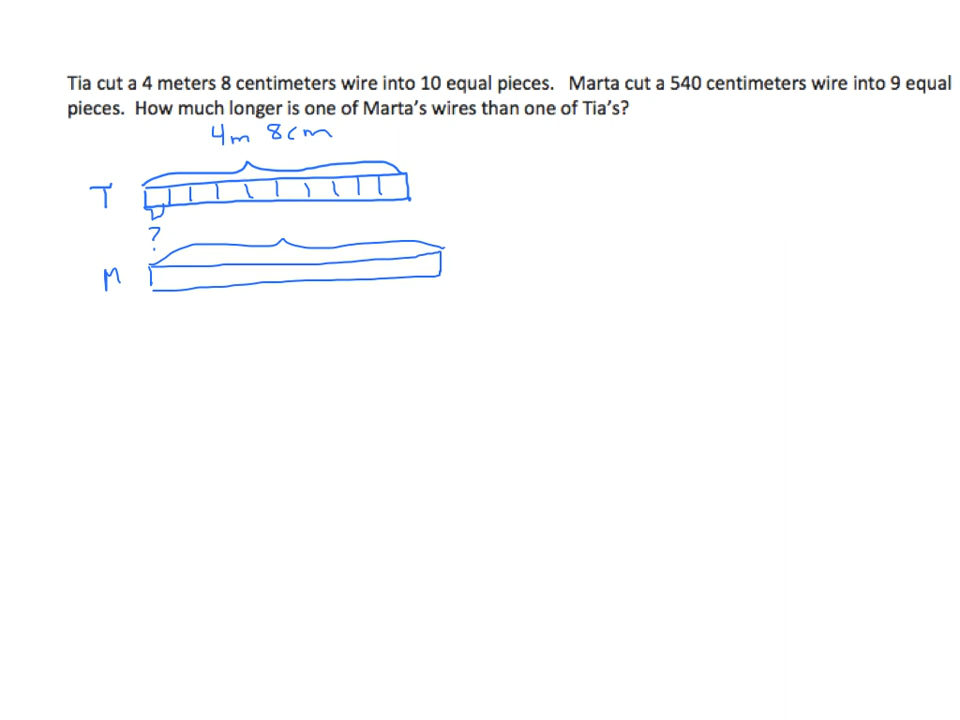 Tia cut a 4 meters 8 centimeters wire into 10 equal pieces. Marta cut a 540 centimeters wire into 9 equal
pieces. How much longer is one of Marta's wires than one of Tia's?
4m 8cm
T
?
M